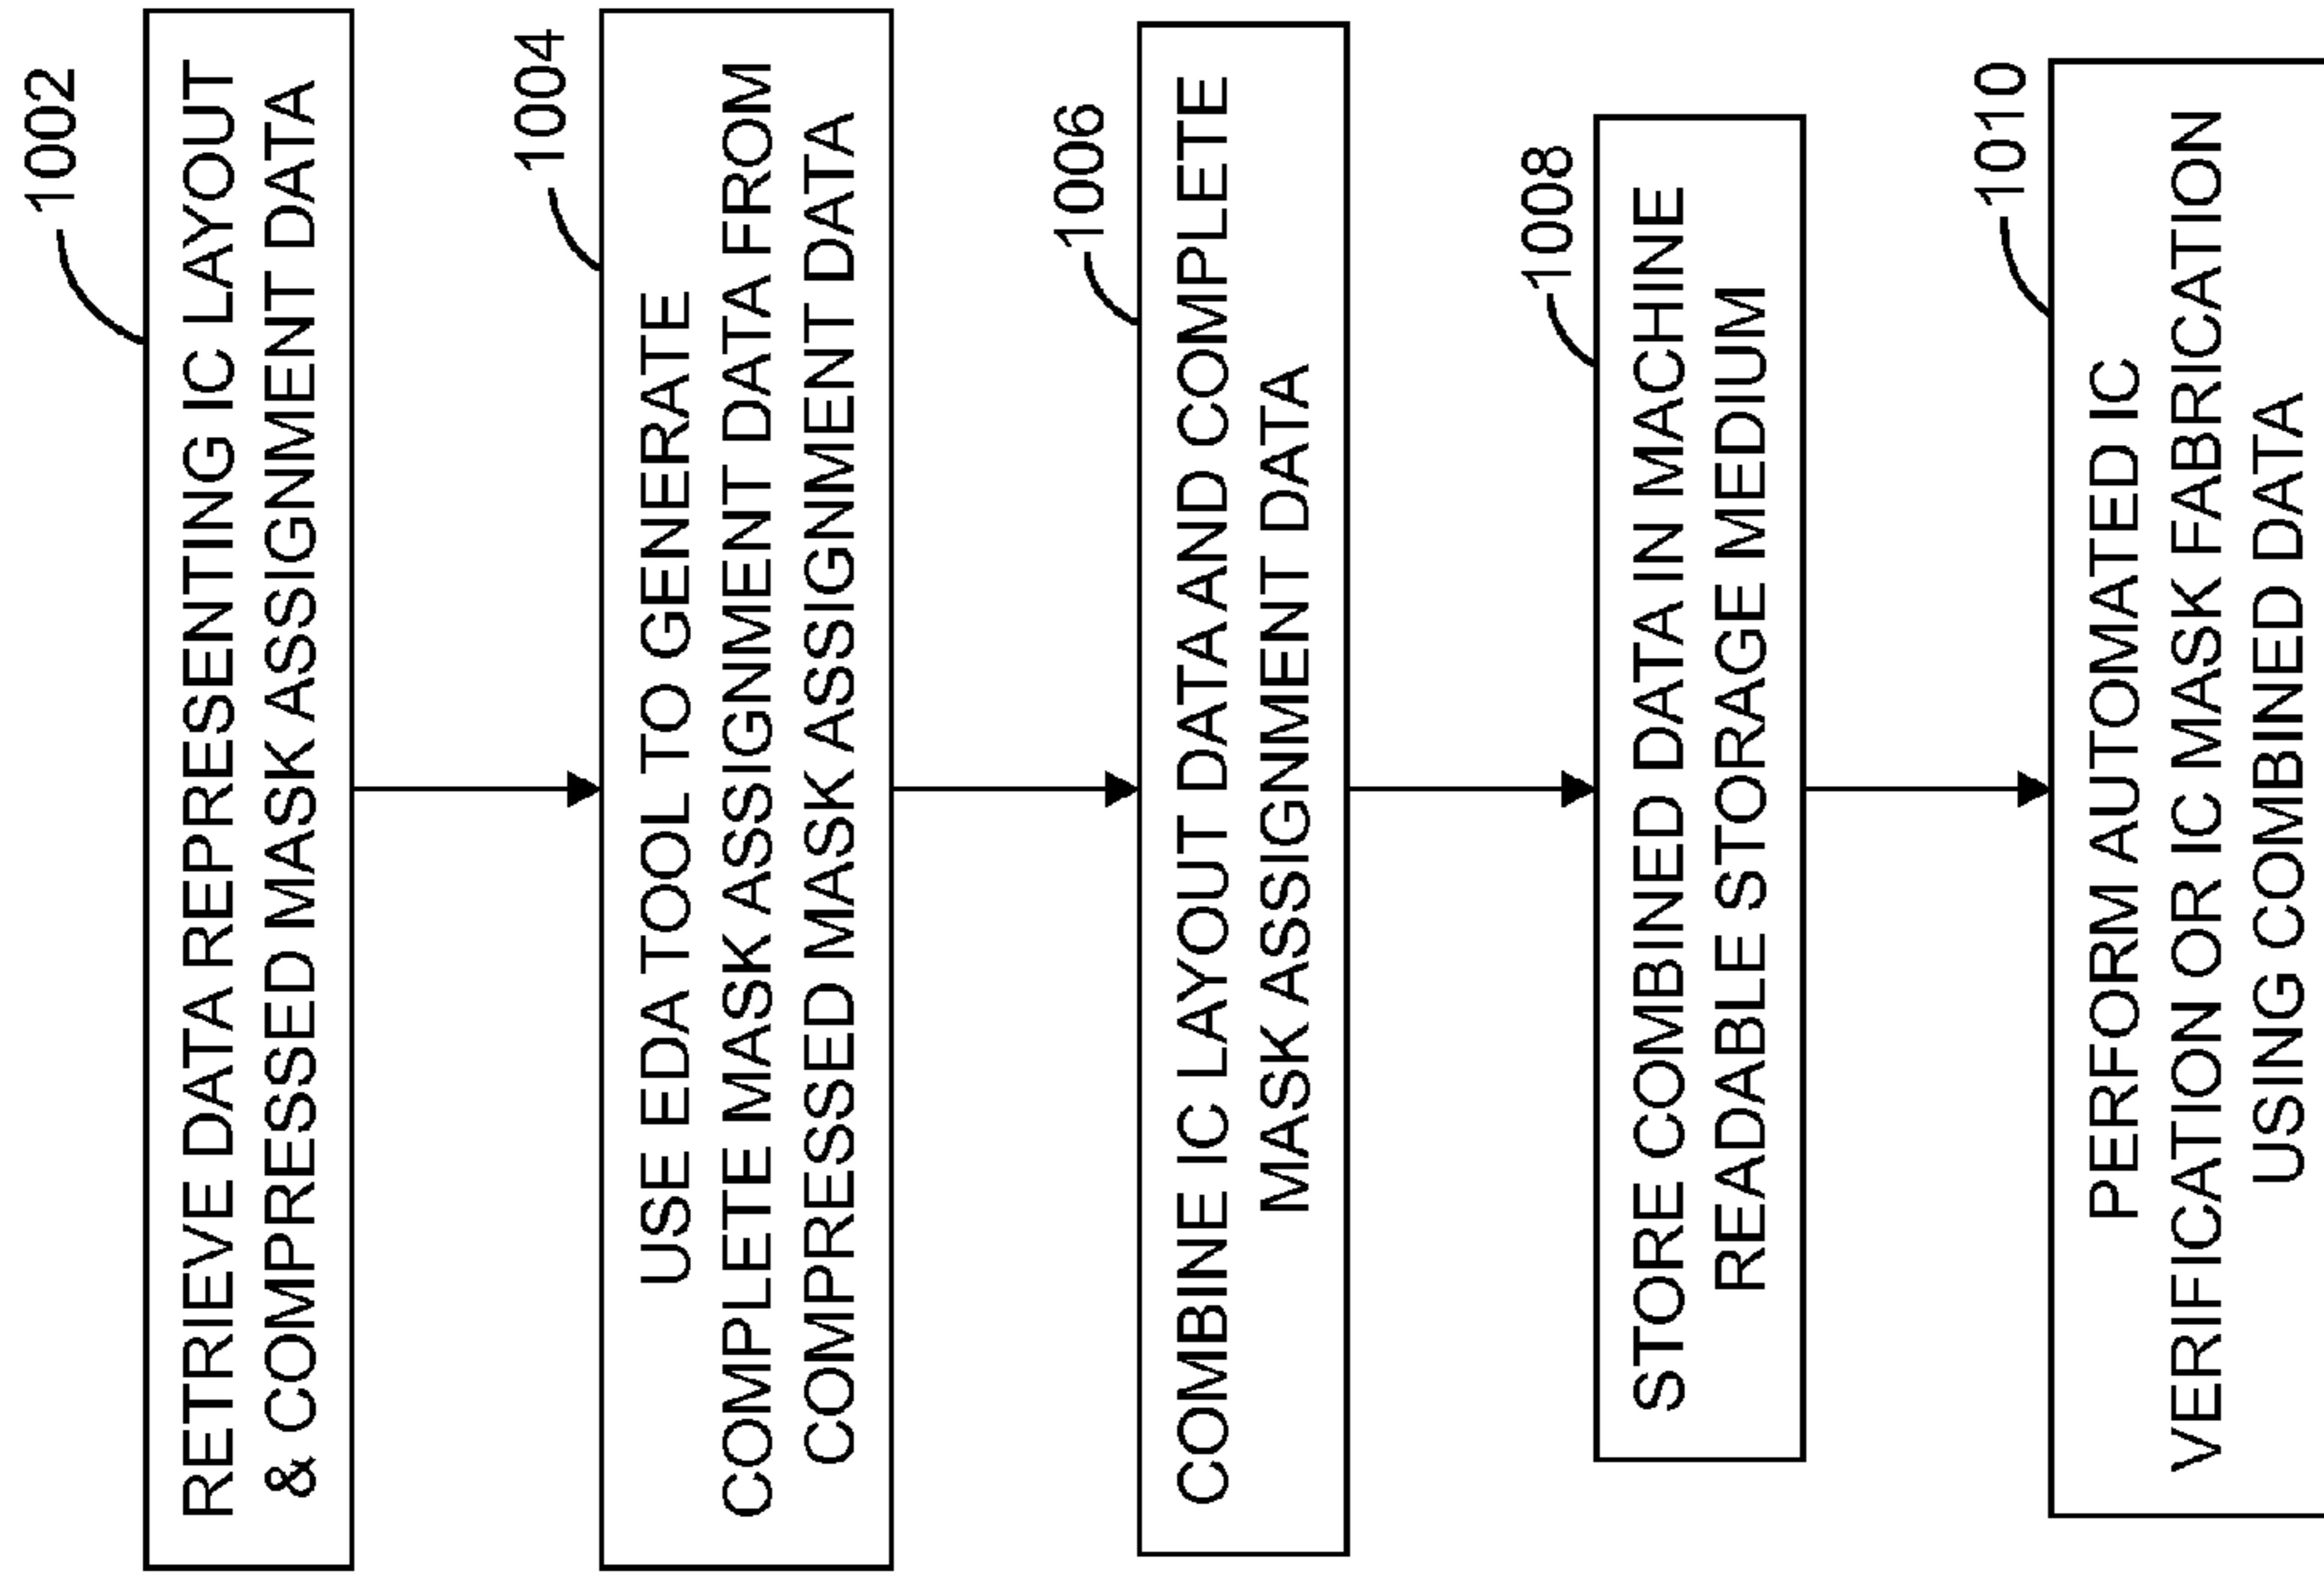 1002
RETRIEVE DATA REPRESENTING IC LAYOUT
& COMPRESSED MASK ASSIGNMENT DATA
1004
USE EDA TOOL TO GENERATE
COMPLETE MASK ASSIGNMENT DATA FROM
COMPRESSED MASK ASSIGNMENT DATA
1006
COMBINE IC LAYOUT DATA AND COMPLETE
MASK ASSIGNMENT DATA
1008
STORE COMBINED DATA IN MACHINE
READABLE STORAGE MEDIUM
1010
PERFORM AUTOMATED IC
VERIFICATION OR IC MASK FABRICATION
USING COMBINED DATA